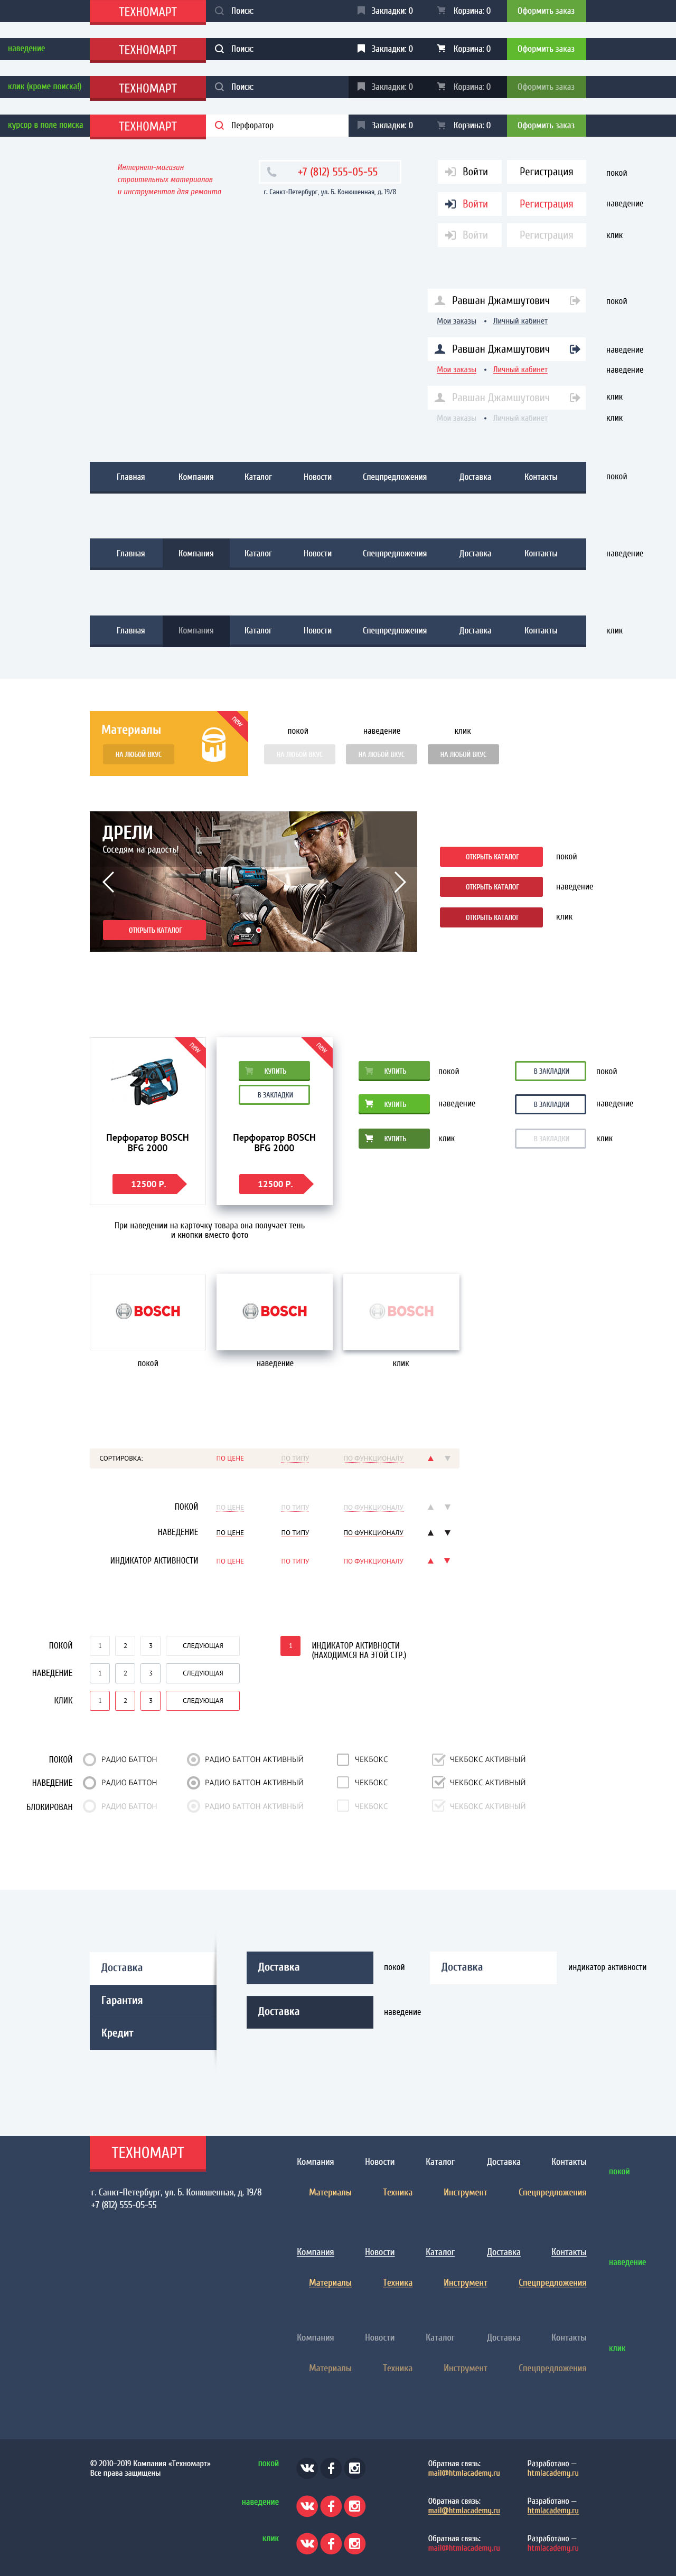 ТЕХНОМАРТ Поиск: Закладки: 0 Корзина: 0 Оформить заказ
наведение ТЕХНОМАРТ Поиск: Закладки: 0 Корзина: 0 Оформить заказ
клик (кроме поиска!) ТЕХНОМАРТ Поиск: Закладки: 0 Корзина: 0 Оформить заказ
курсор в поле поиска ТЕХНОМАРТ Перфоратор Закладки: 0 Корзина: 0 Оформить заказ
Интернет-магазин
строительных материалов
и инструментов для ремонта
+7 (812) 555-05-55
г. Санкт-Петербург, ул. Б. Конюшенная, д. 19/8
Войти Регистрация покой
Войти Регистрация наведение
Войти Регистрация клик
Равшан Джамшутович покой
Мои заказы • Личный кабинет
Равшан Джамшутович наведение
Мои заказы • Личный кабинет наведение
Равшан Джамшутович клик
Мои заказы • Личный кабинет клик
Главная Компания Каталог Новости Спецпредложения Доставка Контакты покой
Главная Компания Каталог Новости Спецпредложения Доставка Контакты наведение
Главная Компания Каталог Новости Спецпредложения Доставка Контакты клик
Материалы new покой наведение клик
НА ЛЮБОЙ ВКУС НА ЛЮБОЙ ВКУС НА ЛЮБОЙ ВКУС НА ЛЮБОЙ ВКУС
ДРЕЛИ
Соседям на радость!
ОТКРЫТЬ КАТАЛОГ
ОТКРЫТЬ КАТАЛОГ покой
ОТКРЫТЬ КАТАЛОГ наведение
ОТКРЫТЬ КАТАЛОГ клик
new
Перфоратор BOSCH
BFG 2000
12500 Р.
new
КУПИТЬ
В ЗАКЛАДКИ
Перфоратор BOSCH
BFG 2000
12500 Р.
КУПИТЬ покой В ЗАКЛАДКИ покой
КУПИТЬ наведение В ЗАКЛАДКИ наведение
КУПИТЬ клик В ЗАКЛАДКИ клик
При наведении на карточку товара она получает тень
и кнопки вместо фото
BOSCH BOSCH BOSCH
покой наведение клик
СОРТИРОВКА: ПО ЦЕНЕ ПО ТИПУ ПО ФУНКЦИОНАЛУ
ПОКОЙ ПО ЦЕНЕ ПО ТИПУ ПО ФУНКЦИОНАЛУ
НАВЕДЕНИЕ ПО ЦЕНЕ ПО ТИПУ ПО ФУНКЦИОНАЛУ
ИНДИКАТОР АКТИВНОСТИ ПО ЦЕНЕ ПО ТИПУ ПО ФУНКЦИОНАЛУ
ПОКОЙ 1 2 3 СЛЕДУЮЩАЯ 1 ИНДИКАТОР АКТИВНОСТИ
(НАХОДИМСЯ НА ЭТОЙ СТР.)
НАВЕДЕНИЕ 1 2 3 СЛЕДУЮЩАЯ
КЛИК 1 2 3 СЛЕДУЮЩАЯ
ПОКОЙ РАДИО БАТТОН РАДИО БАТТОН АКТИВНЫЙ ЧЕКБОКС ЧЕКБОКС АКТИВНЫЙ
НАВЕДЕНИЕ РАДИО БАТТОН РАДИО БАТТОН АКТИВНЫЙ ЧЕКБОКС ЧЕКБОКС АКТИВНЫЙ
БЛОКИРОВАН РАДИО БАТТОН РАДИО БАТТОН АКТИВНЫЙ ЧЕКБОКС ЧЕКБОКС АКТИВНЫЙ
Доставка Доставка покой Доставка индикатор активности
Гарантия Доставка наведение
Кредит
ТЕХНОМАРТ
г. Санкт-Петербург, ул. Б. Конюшенная, д. 19/8
+7 (812) 555-05-55
Компания Новости Каталог Доставка Контакты
покой
Материалы Техника Инструмент Спецпредложения
Компания Новости Каталог Доставка Контакты
наведение
Материалы Техника Инструмент Спецпредложения
Компания Новости Каталог Доставка Контакты
клик
Материалы Техника Инструмент Спецпредложения
© 2010–2019 Компания «Техномарт» покой Обратная связь: Разработано —
Все права защищены mail@htmlacademy.ru htmlacademy.ru
наведение Обратная связь: Разработано —
mail@htmlacademy.ru htmlacademy.ru
клик Обратная связь: Разработано —
mail@htmlacademy.ru htmlacademy.ru